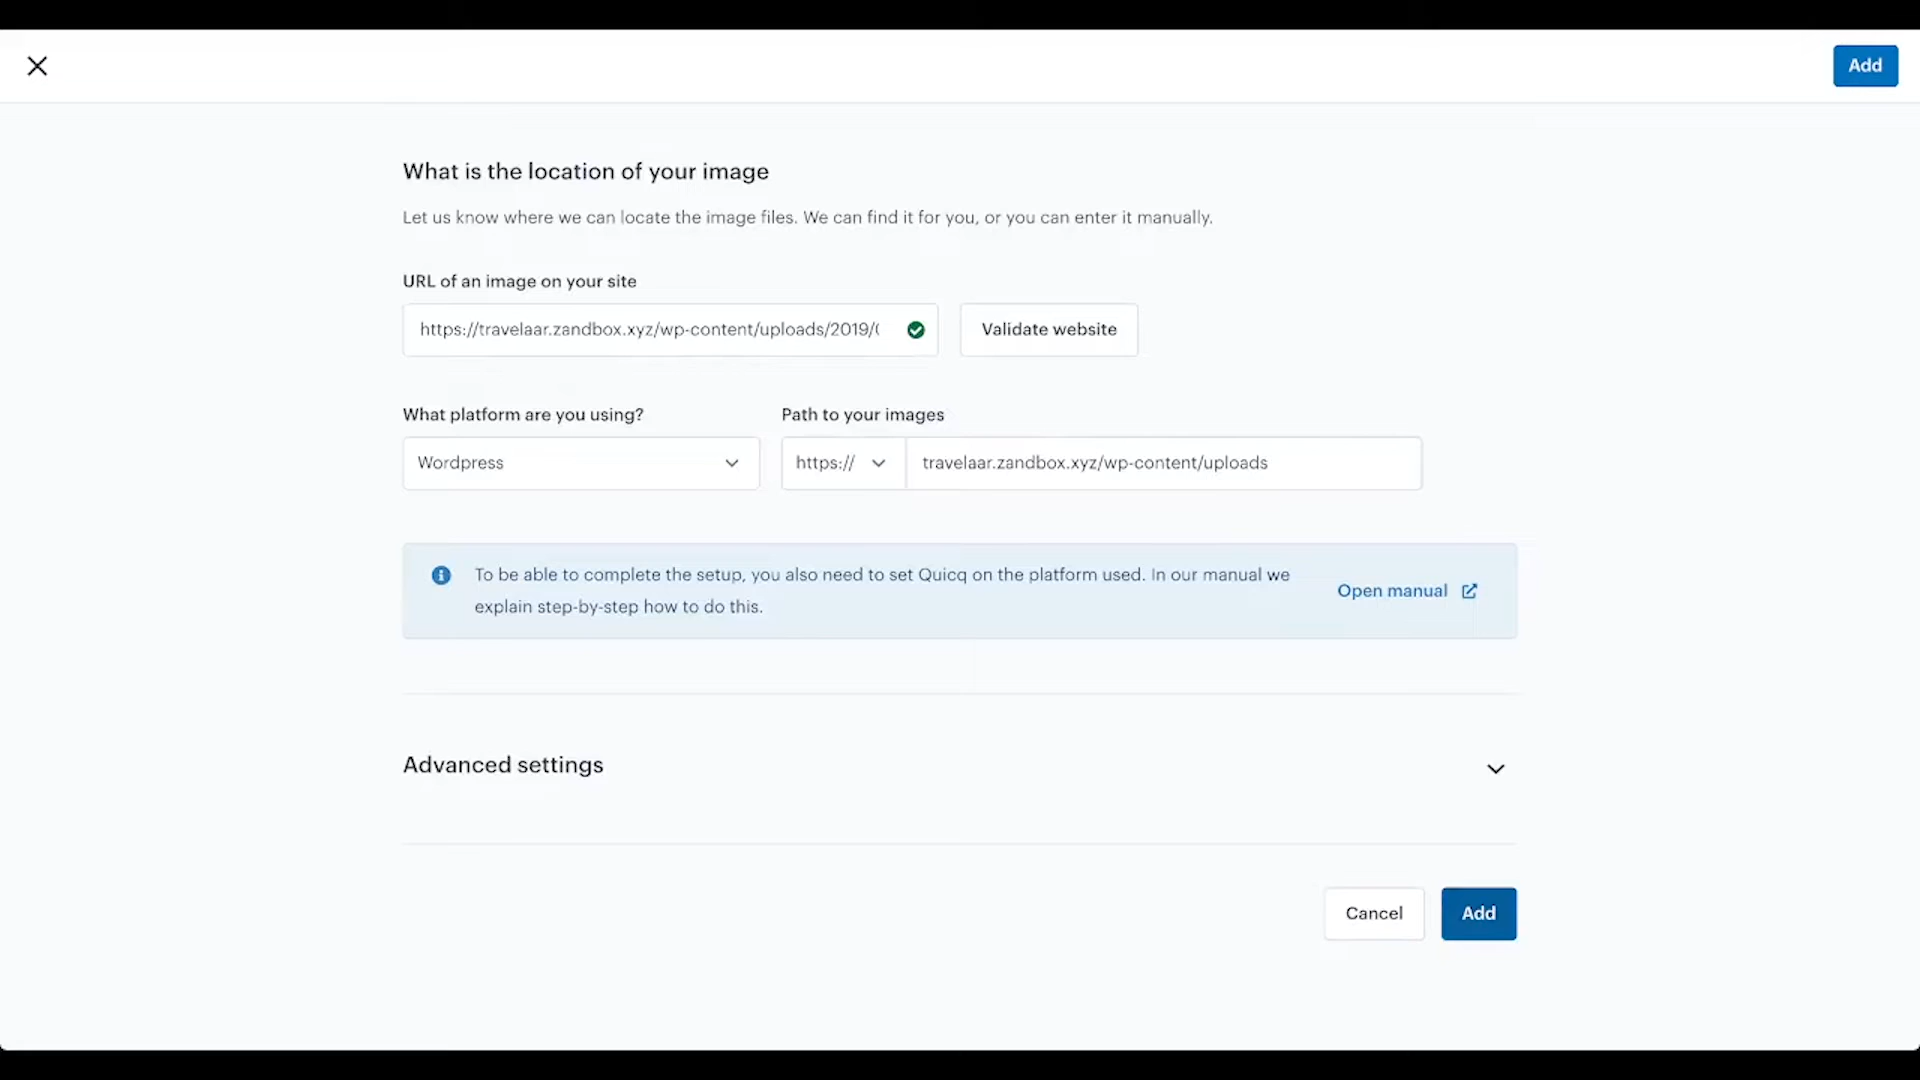 Add
What is the location of your image
Let us know where we can locate the image files. We can find it for you, or you can enter it manually.
URL of an image on your site
https://travelaar.zandbox.xyz/wp-content/uploads/2019/
Validate website
What platform are you using?
Path to your images
Wordpress
https://
travelaar.zandbox.xyz/wp-content/uploads
To be able to complete the setup, you also need to set Quicq on the platform used. In our manual we
explain step-by-step how to do this.
Open manual
Advanced settings
Cancel
Add